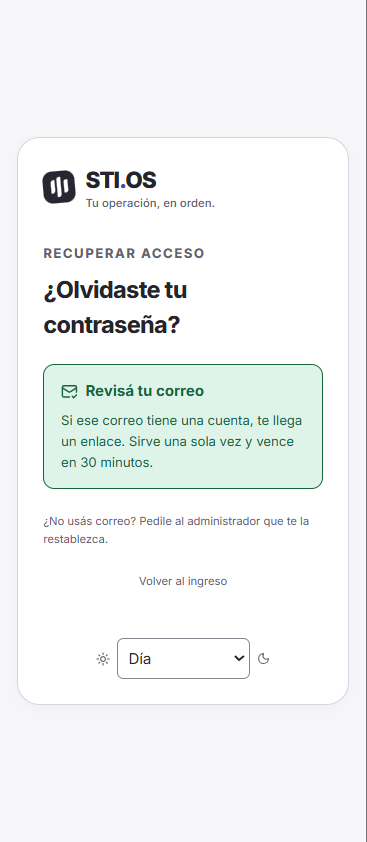 STI.OS
Tu operación, en orden.
RECUPERAR ACCESO
¿Olvidaste tu
contraseña?
Revisá tu correo
Si ese correo tiene una cuenta, te llega
un enlace. Sirve una sola vez y vence
en 30 minutos.
¿No usás correo? Pedile al administrador que te la
restablezca.
Volver al ingreso
Día